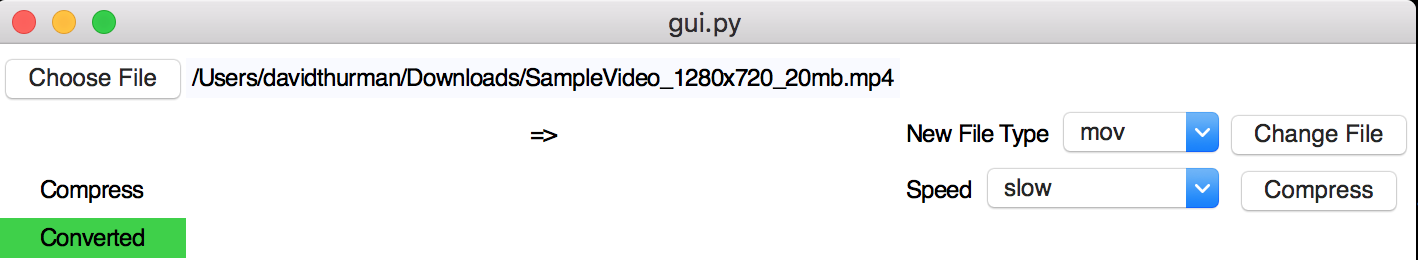 gui.py
Choose File /Users/davidthurman/Downloads/SampleVideo_1280x720_20mb.mp4
=> New File Type mov Change File
Compress Speed slow Compress
Converted